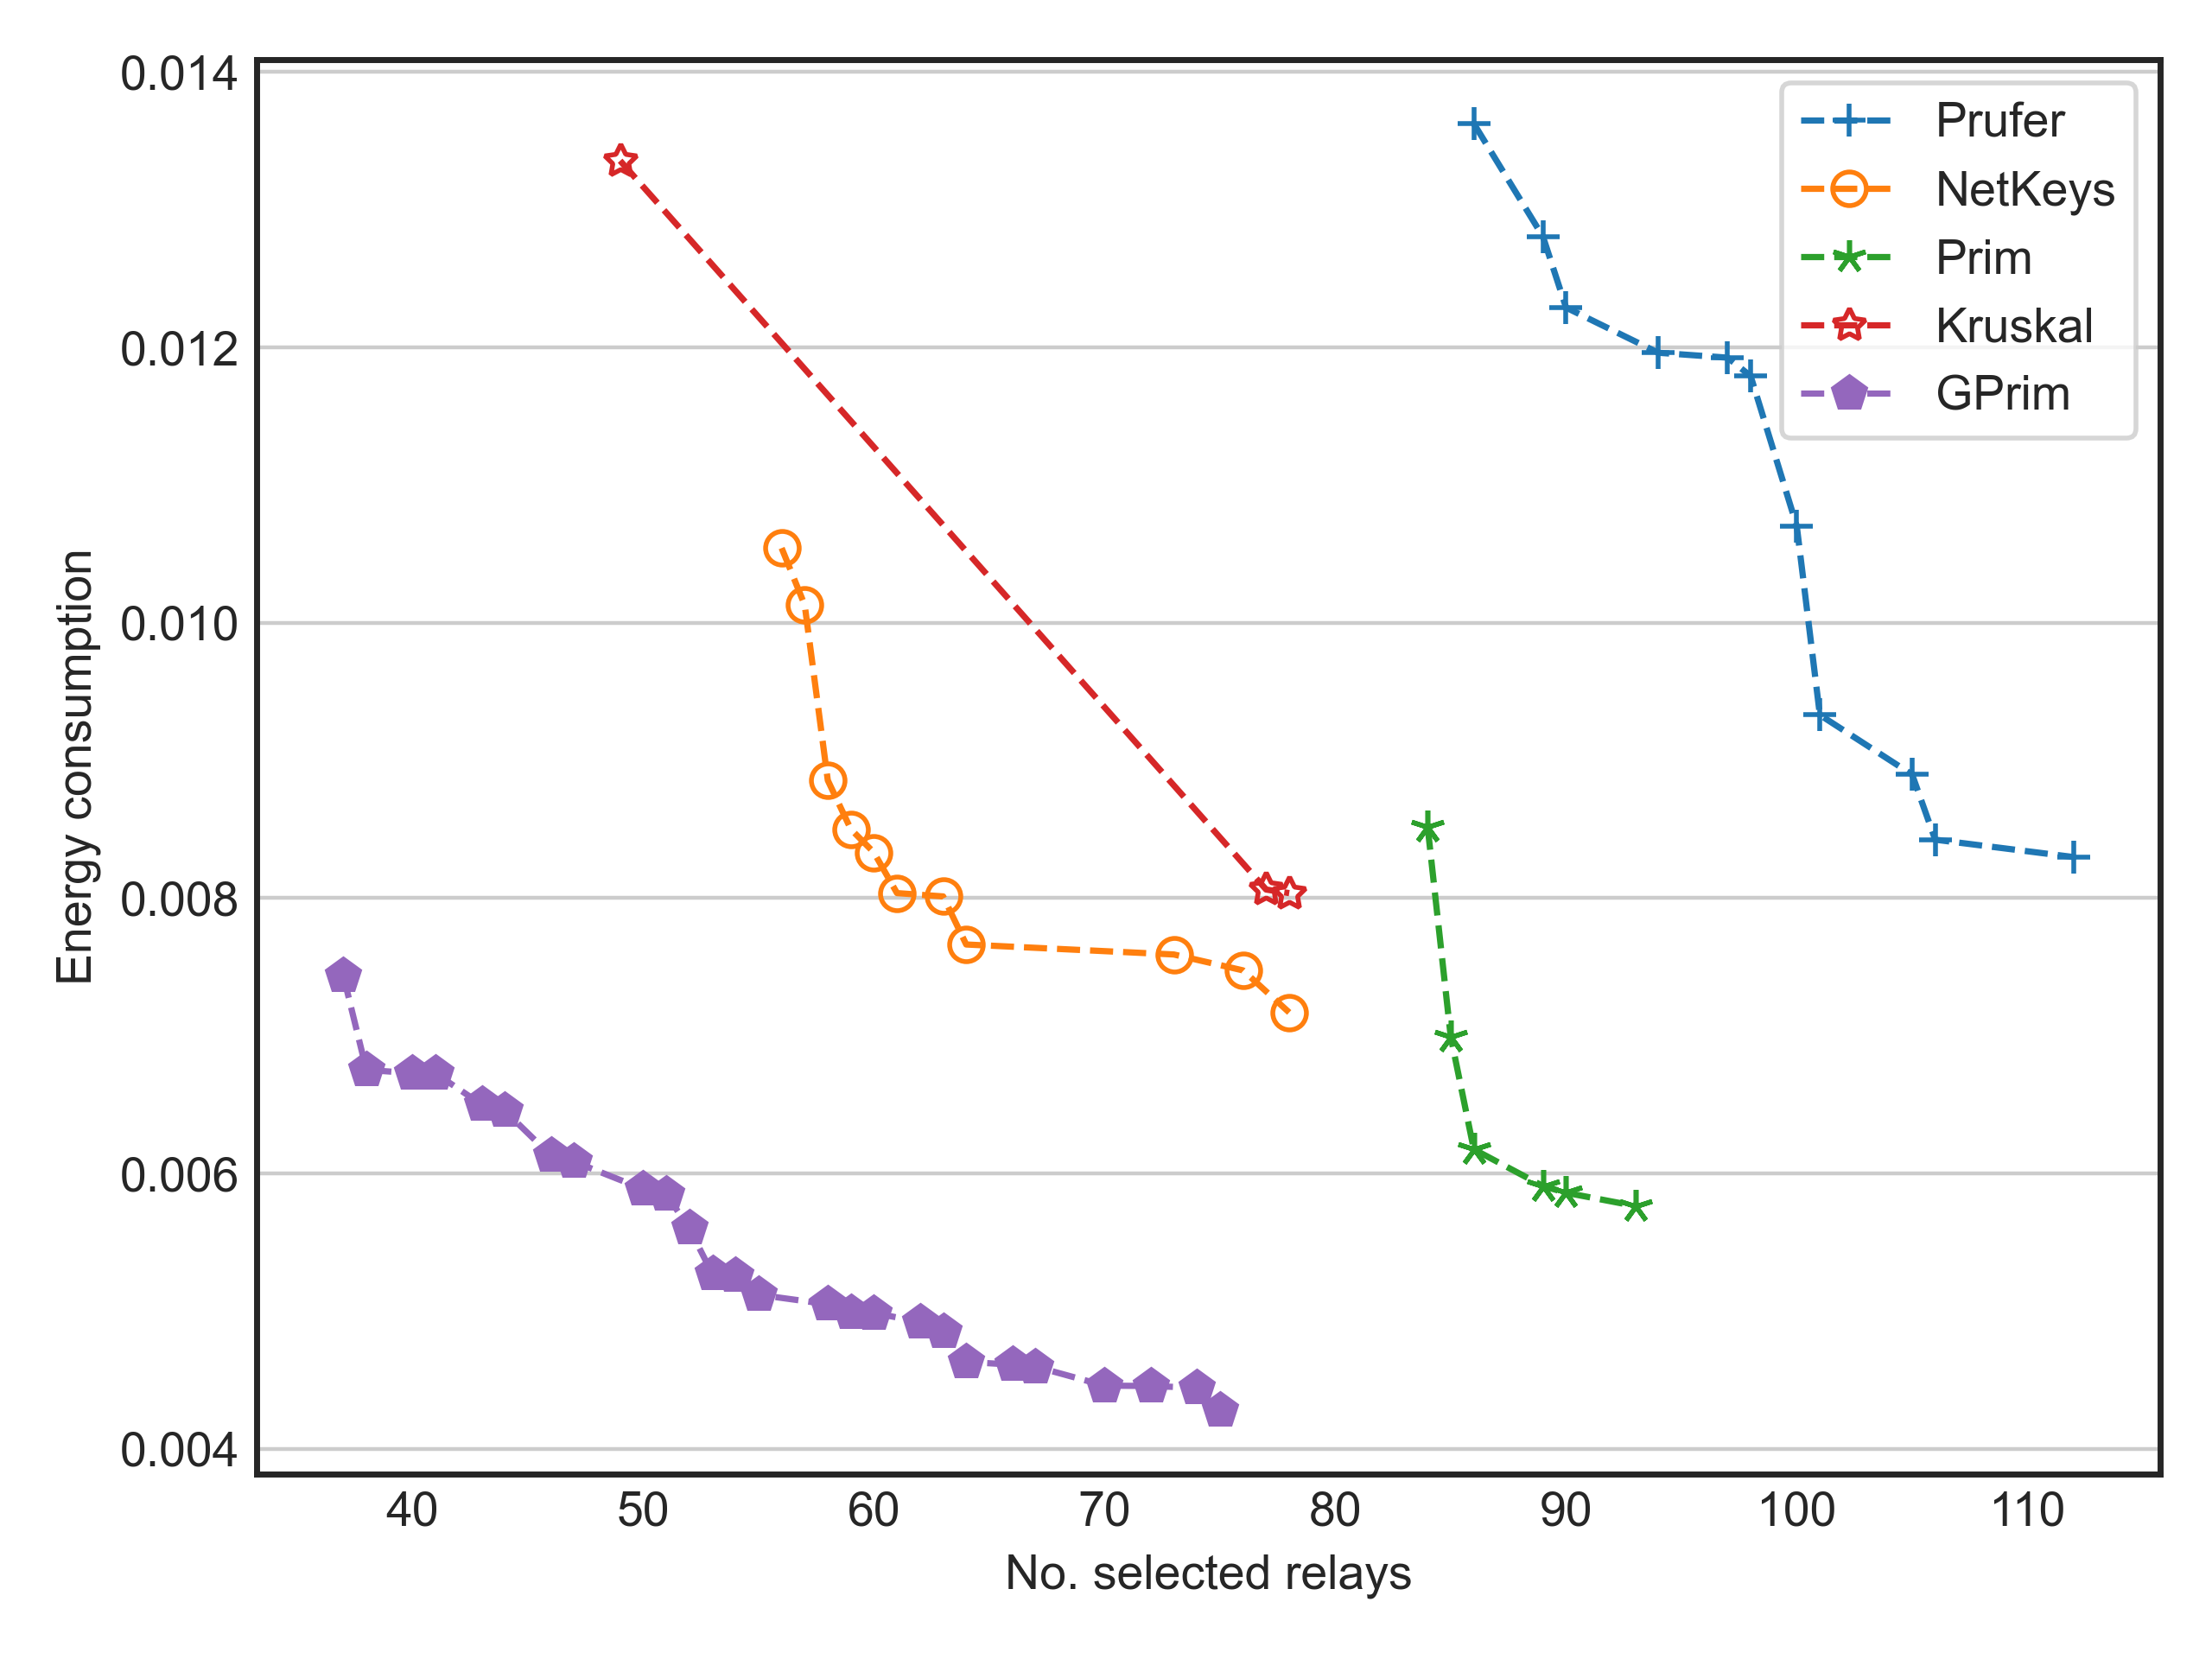 0.014
0.012
0.010
0.008
0.006
0.004
Energy consumption
40 50 60 70 80 90 100 110
No. selected relays
Prufer
NetKeys
Prim
Kruskal
GPrim